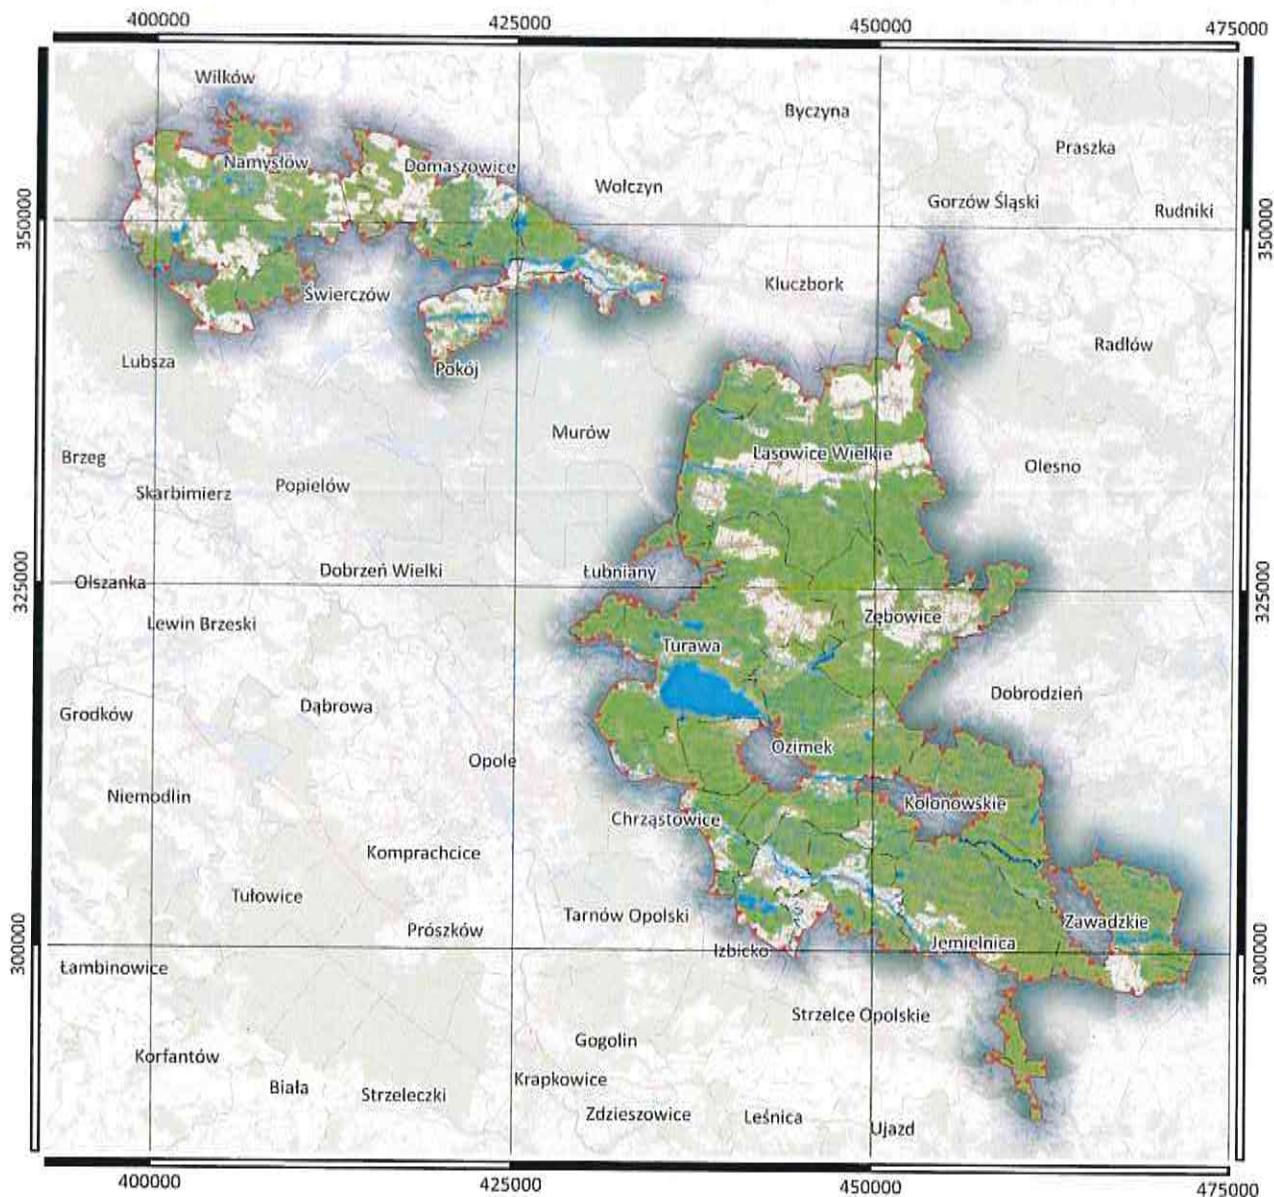 400000
425000
450000
475000
Wilków
Byczyna
Praszka
Namysłów
Domaszowice
Wołczyn
Gorzów Śląski
Rudniki
350000
350000
Świerczów
Kluczbork
Radłów
Lubsza
Pokój
Murów
Lasowice Wielkie
Brzeg
Olesno
Skarbimierz
Popielów
Olszanka
Dobrzeń Wielki
Łubniany
325000
325000
Lewin Brzeski
Zębowice
Turawa
Dobrodzień
Grodków
Dąbrowa
Opole
Ozimek
Niemodlin
Chrząstowice
Kolonowskie
Komprachcice
Tułowice
Tarnów Opolski
Zawadzkie
Prószków
Izbicko
Jemielnica
300000
300000
Łambinowice
Strzelce Opolskie
Gogolin
Korfantów
Biała
Strzeleczki
Krapkowice
Zdzieszowice
Leśnica
Ujazd
400000
425000
450000
475000